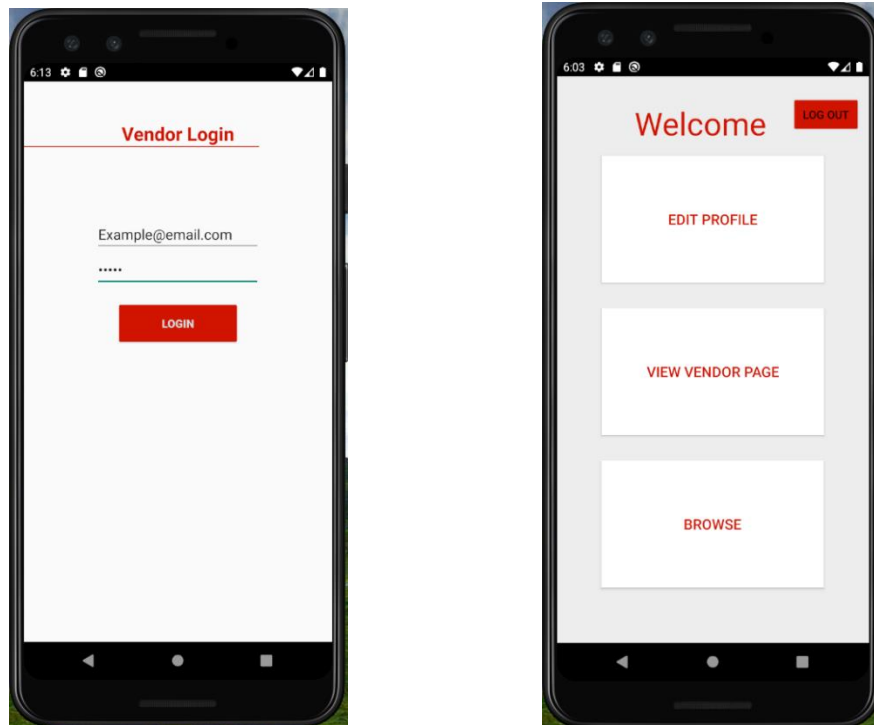 6:13
Vendor Login
Example@email.com
•••••
LOGIN
6:03
Welcome
LOG OUT
EDIT PROFILE
VIEW VENDOR PAGE
BROWSE